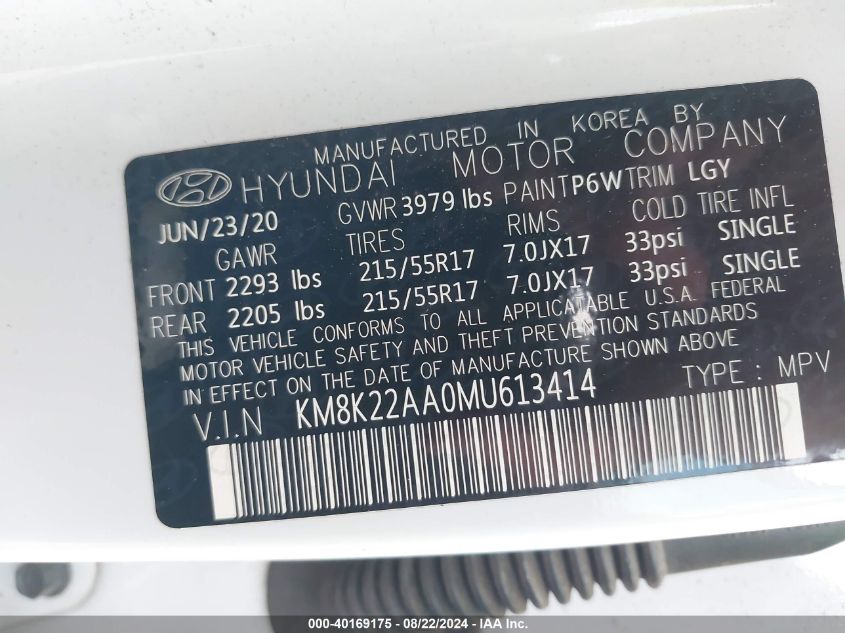 MANUFACTURED IN KOREA BY
HYUNDAI MOTOR COMPANY
JUN/23/20 GVWR 3979 lbs PAINT P6W TRIM LGY
GAWR TIRES RIMS COLD TIRE INFL
FRONT 2293 lbs 215/55R17 7.0JX17 33psi SINGLE
REAR 2205 lbs 215/55R17 7.0JX17 33psi SINGLE
THIS VEHICLE CONFORMS TO ALL APPLICATABLE U.S.A. FEDERAL
MOTOR VEHICLE SAFETY AND THEFT PREVENTION STANDARDS
IN EFFECT ON THE DATE OF MANUFACTURE SHOWN ABOVE
V.I.N KM8K22AA0MU613414 TYPE : MPV
000-40169175 - 08/22/2024 - IAA Inc.